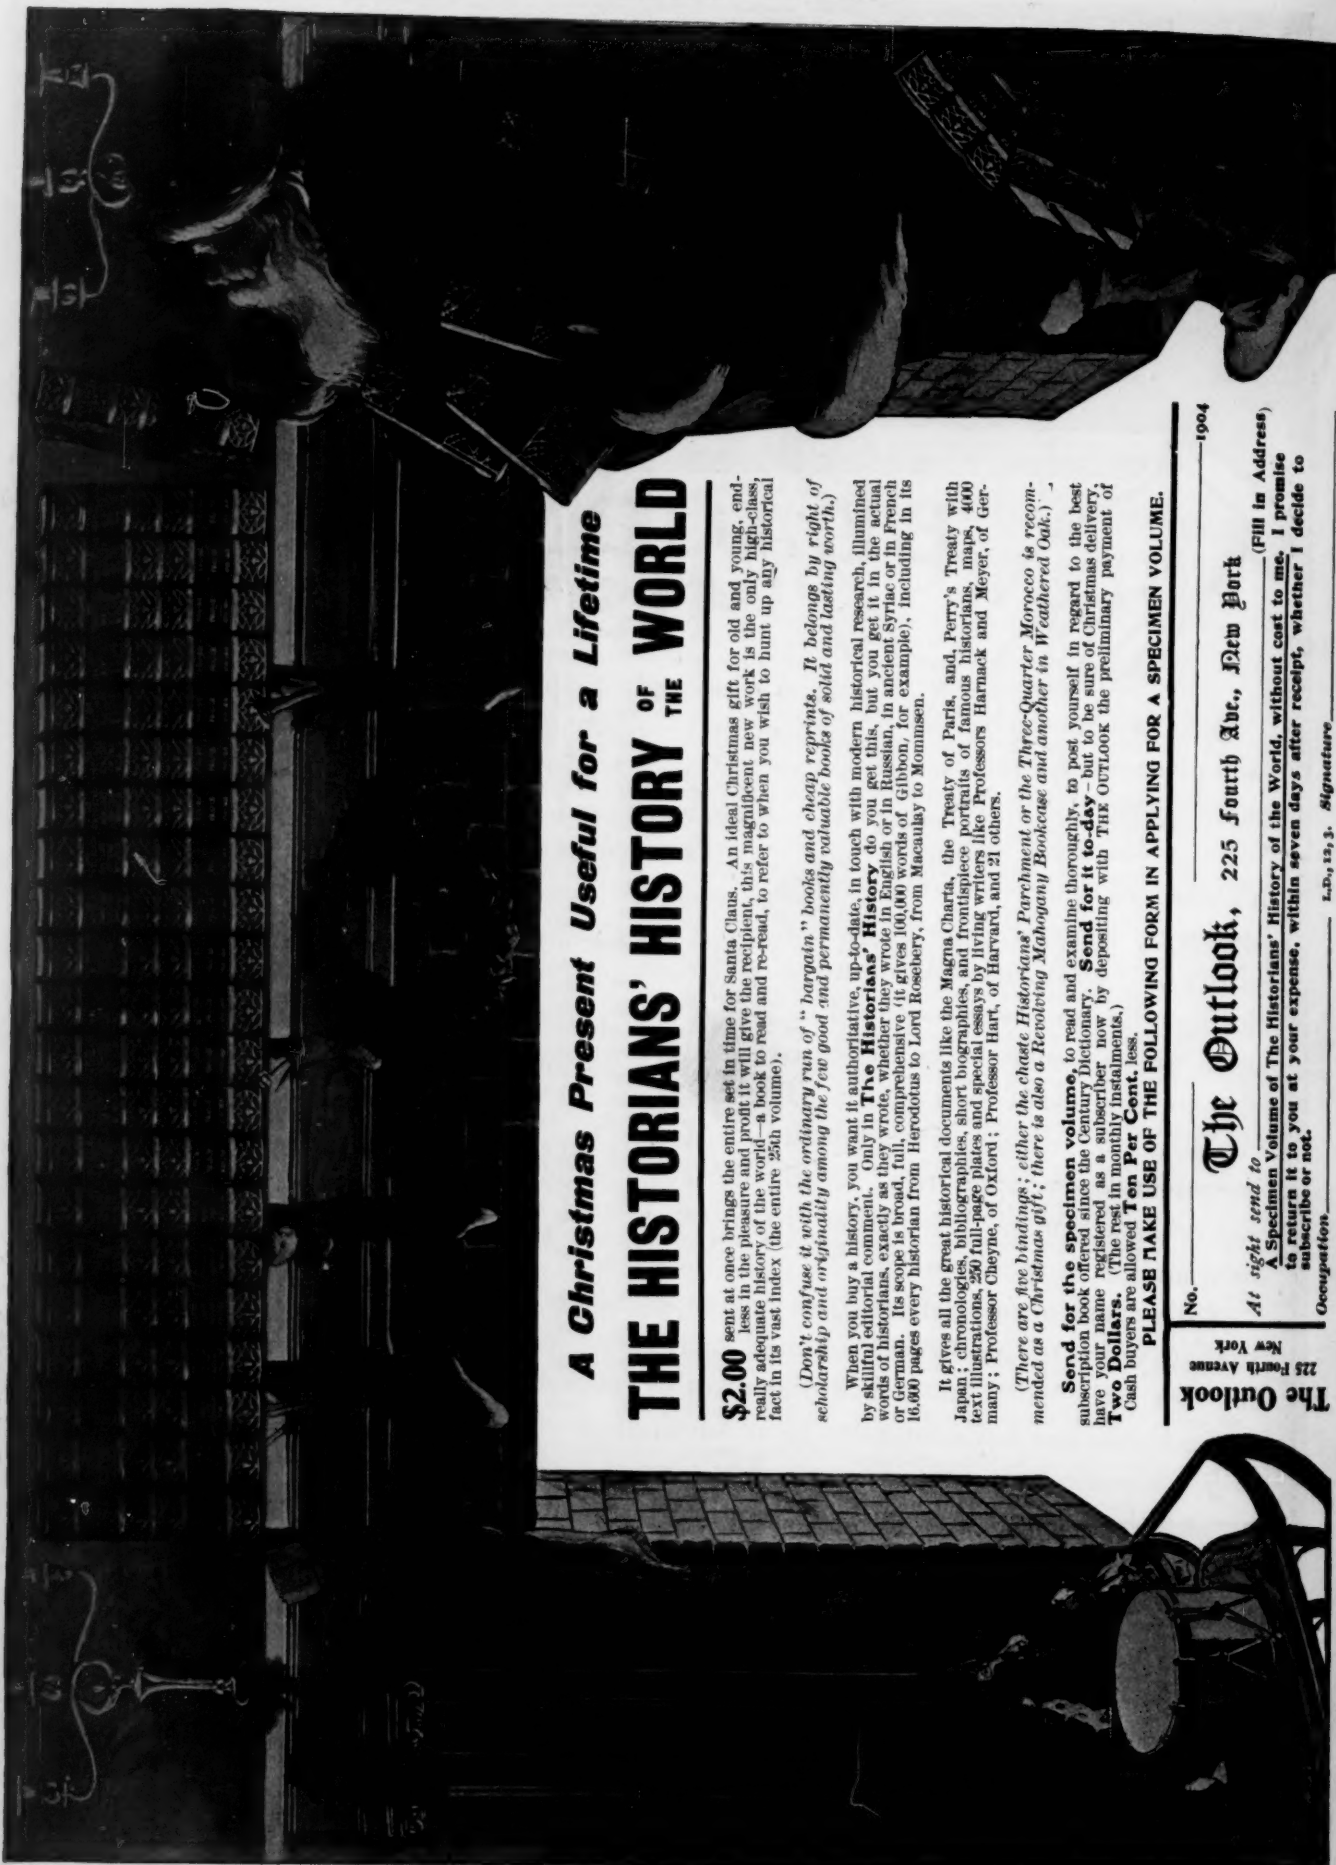 A Christmas Present Useful for a Lifetime
THE HISTORIANS' HISTORY OF THE WORLD
$2.00 sent at once brings the entire set in time for Santa Claus. An ideal Christmas gift for old and young, end-
less in the pleasure and profit it will give the recipient, this magnificent new work is the only high-class,
really adequate history of the world—a book to read and re-read, to refer to when you wish to hunt up any historical
fact in its vast index (the entire 25th volume).
(Don't confuse it with the ordinary run of "bargain" books and cheap reprints. It belongs by right of
scholarship and originality among the few good and permanently valuable books of solid and lasting worth.)
When you buy a history, you want it authoritative, up-to-date, in touch with modern historical research, illumined
by skillful editorial comment. Only in The Historians' History do you get this, but you get it in the actual
words of historians, exactly as they wrote, whether they wrote in English or in Russian, in ancient Syriac or in French
or German. Its scope is broad, full, comprehensive (it gives 100,000 words of Gibbon, for example), including in its
16,600 pages every historian from Herodotus to Lord Rosebery, from Macaulay to Mommsen.
It gives all the great historical documents like the Magna Charta, the Treaty of Paris, and, Perry's Treaty with
Japan; chronologies, bibliographies, short biographies, and frontispiece portraits of famous historians, maps, 4000
text illustrations, 250 full-page plates and special essays by living writers like Professors Harnack and Meyer, of Ger-
many; Professor Cheyne, of Oxford; Professor Hart, of Harvard, and 21 others.
(There are five bindings; either the chaste Historians' Parchment or the Three-Quarter Morocco is recom-
mended as a Christmas gift; there is also a Revolving Mahogany Bookcase and another in Weathered Oak.)
Send for the specimen volume, to read and examine thoroughly, to post yourself in regard to the best
subscription book offered since the Century Dictionary. Send for it to-day—but to be sure of Christmas delivery,
have your name registered as a subscriber now by depositing with THE OUTLOOK the preliminary payment of
Two Dollars. (The rest in monthly instalments.)
Cash buyers are allowed Ten Per Cent. less.
PLEASE MAKE USE OF THE FOLLOWING FORM IN APPLYING FOR A SPECIMEN VOLUME.
The Outlook
225 Fourth Avenue
New York
No. 1904
The Outlook, 225 Fourth Ave., New York
At sight send to (Fill in Address)
A Specimen Volume of The Historians' History of the World, without cost to me. I promise
to return it to you at your expense, within seven days after receipt, whether I decide to
subscribe or not.
Occupation L.D., 12, 3. Signature